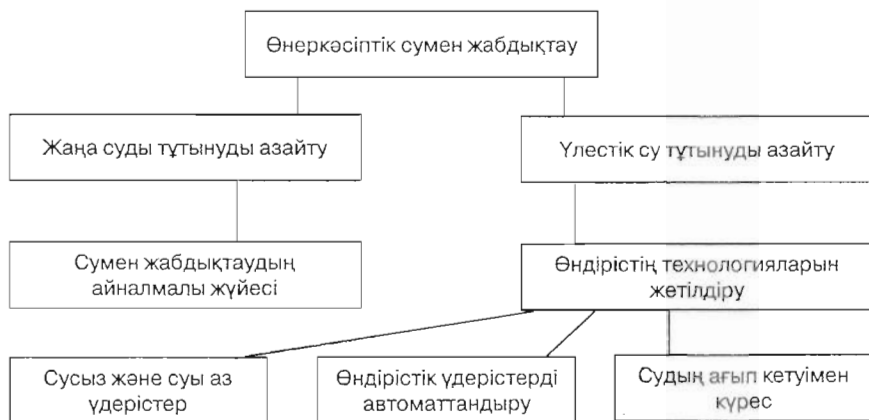 Өнеркәсіптік сумен жабдықтау
Жаңа суды тұтынуды азайту
Үлестік су тұтынуды азайту
Сумен жабдықтаудың
айналмалы жүйесі
Өндірістің технологияларын
жетілдіру
Сусыз және суы аз
үдерістер
Өндірістік үдерістерді
автоматтандыру
Судың ағып кетуімен
күрес